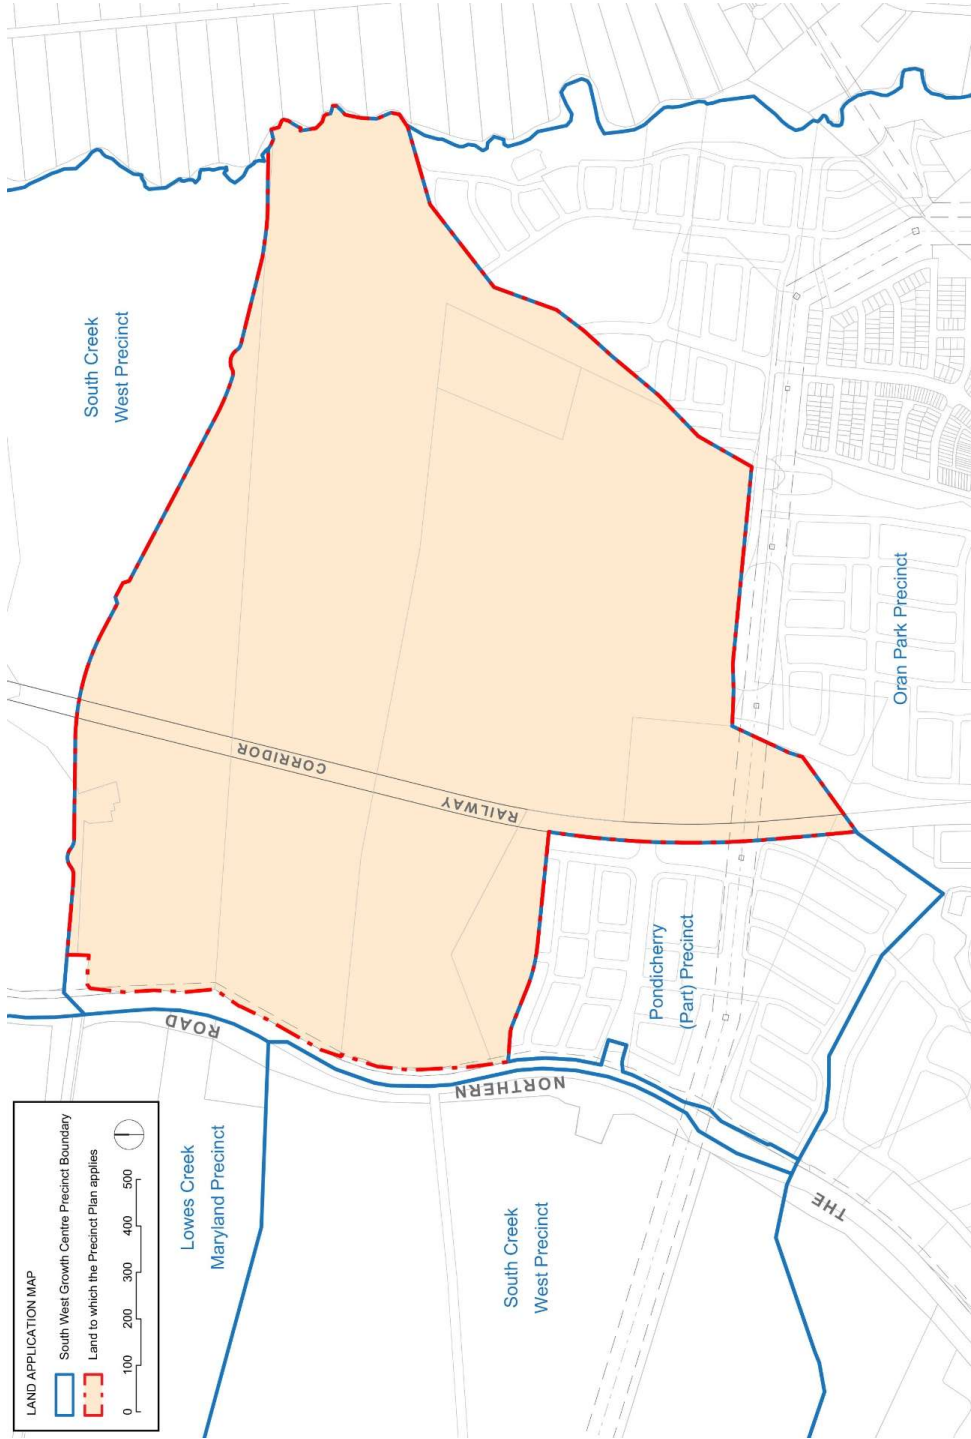 LAND APPLICATION MAP
South West Growth Centre Precinct Boundary
Land to which the Precinct Plan applies
0 100 200 300 400 500
Lowes Creek
Maryland Precinct
South Creek
West Precinct
South Creek
West Precinct
Pondicherry
(Part) Precinct
Oran Park Precinct
THE
NORTHERN
ROAD
RAILWAY
CORRIDOR